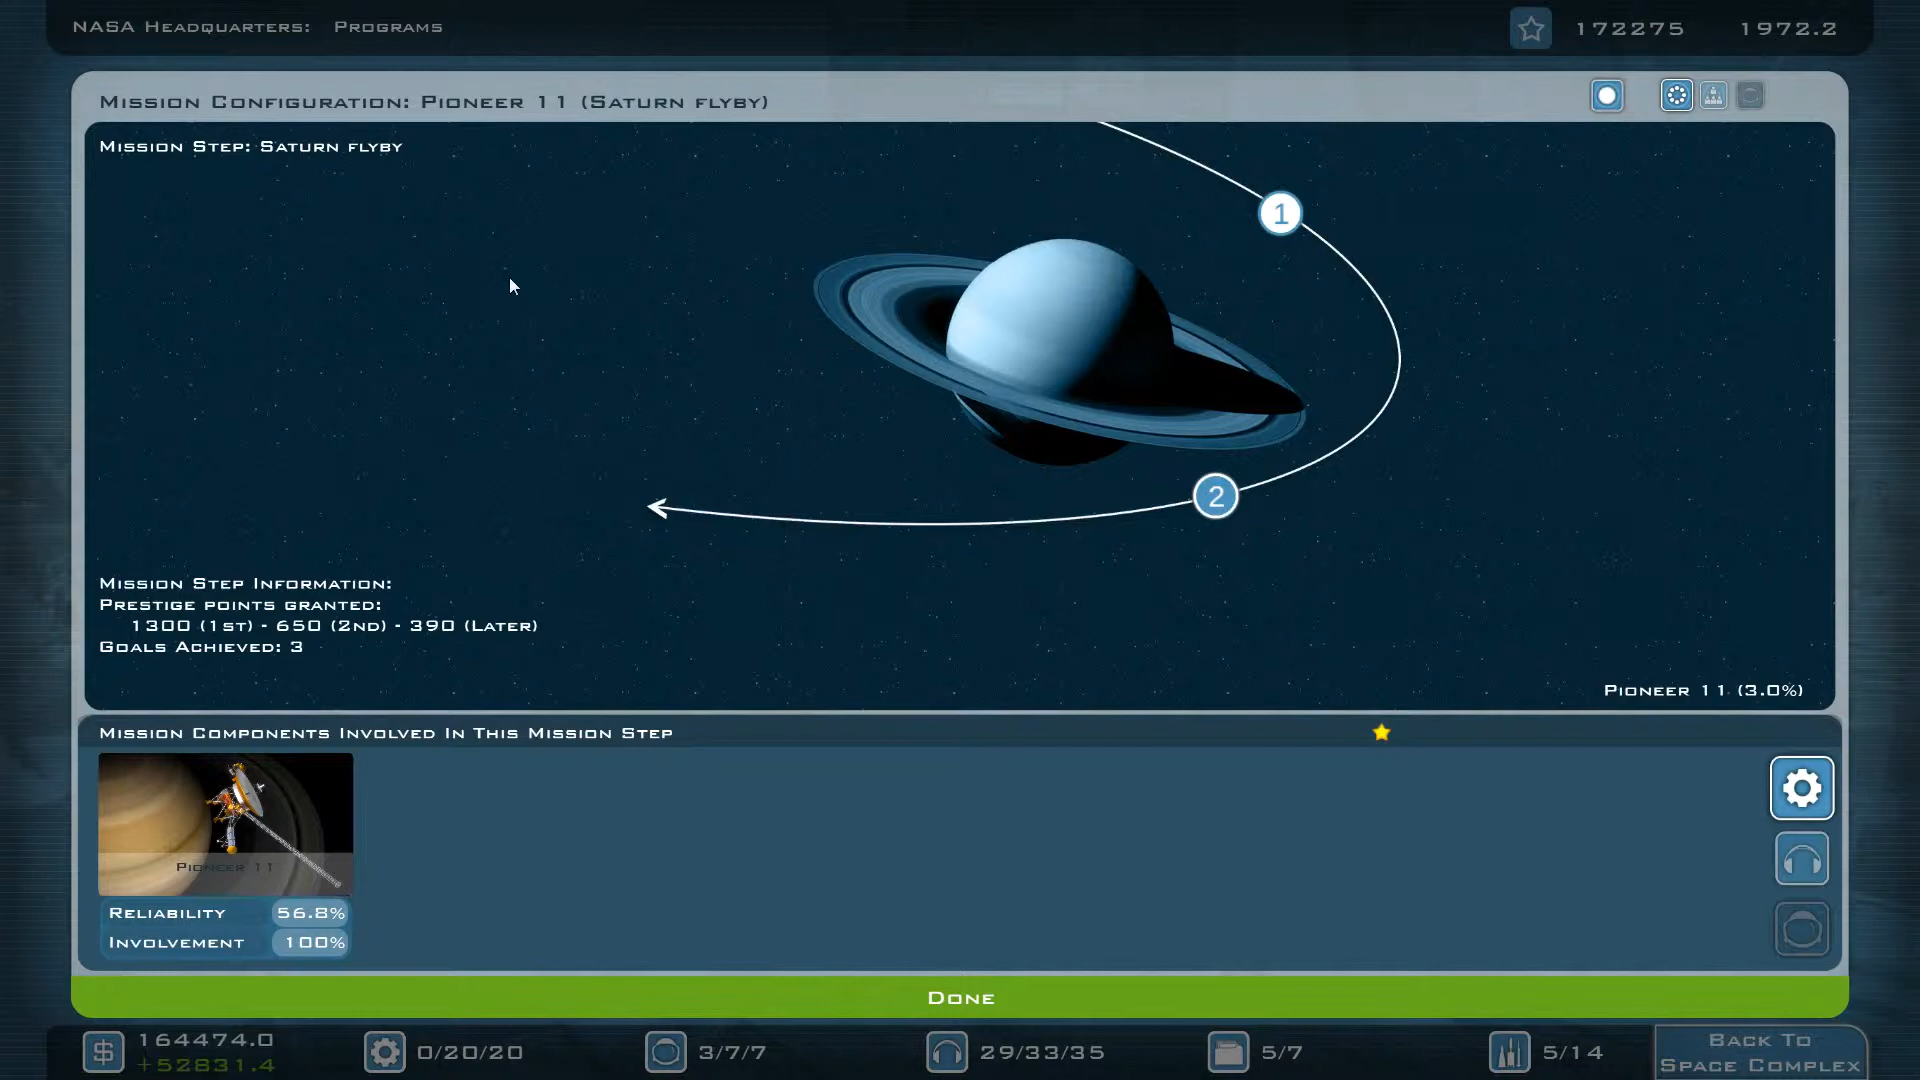 NASA Headquarters: Programs
172275 1972.2
Mission Configuration: Pioneer 11 (Saturn flyby)
Mission Step: Saturn flyby
1
2
Mission Step Information:
Prestige points granted:
1300 (1st) - 650 (2nd) - 390 (Later)
Goals Achieved: 3
Pioneer 11 (3.0%)
Mission Components Involved In This Mission Step
Pioneer 11
Reliability 56.8%
Involvement 100%
Done
164474.0
+52831.4
0/20/20
3/7/7
29/33/35
5/7
5/14
Back To
Space Complex